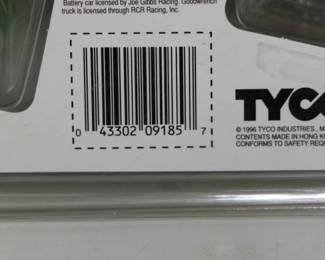 Battery car licensed by Joe Gibbs Racing. Goodwrench
truck is licensed through RCR Racing, Inc.
0 43302 09185 7
TYCO
© 1996 TYCO INDUSTRIES, M
CONTENTS MADE IN HONG K
CONFORMS TO SAFETY REQ